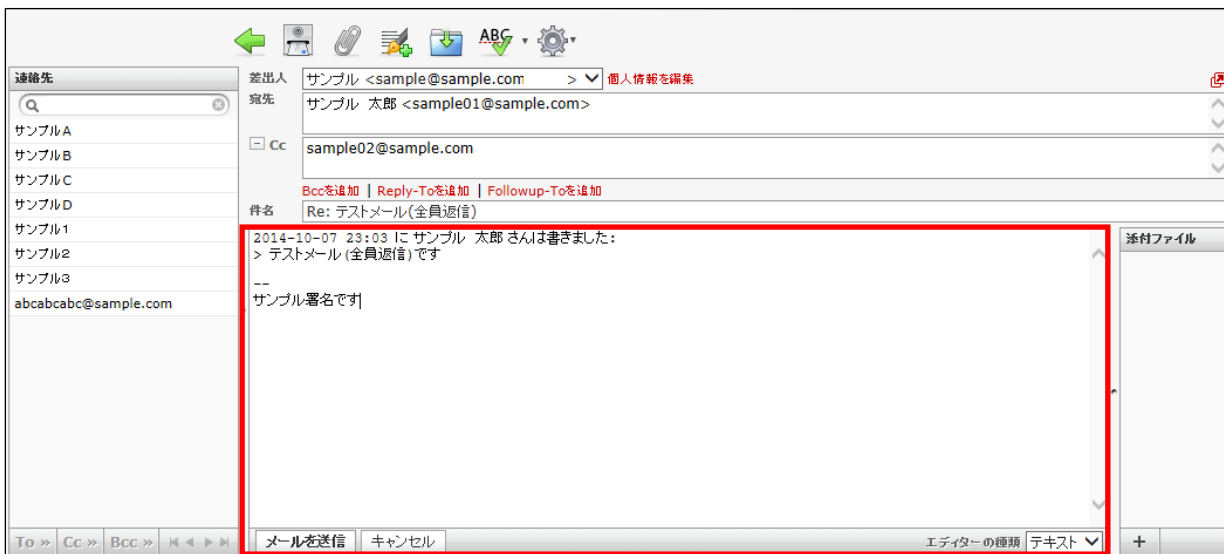 ABC
連絡先
サンプルA
サンプルB
サンプルC
サンプルD
サンプル1
サンプル2
サンプル3
abcabcabc@sample.com
To » Cc » Bcc »
差出人 サンプル <sample@sample.com > 個人情報を編集
宛先 サンプル 太郎 <sample01@sample.com>
Cc sample02@sample.com
Bccを追加 | Reply-Toを追加 | Followup-Toを追加
件名 Re: テストメール(全員返信)
2014-10-07 23:03 に サンプル 太郎 さんは書きました:
> テストメール(全員返信)です
--
サンプル署名です
メールを送信 キャンセル エディターの種類 テキスト
添付ファイル
+